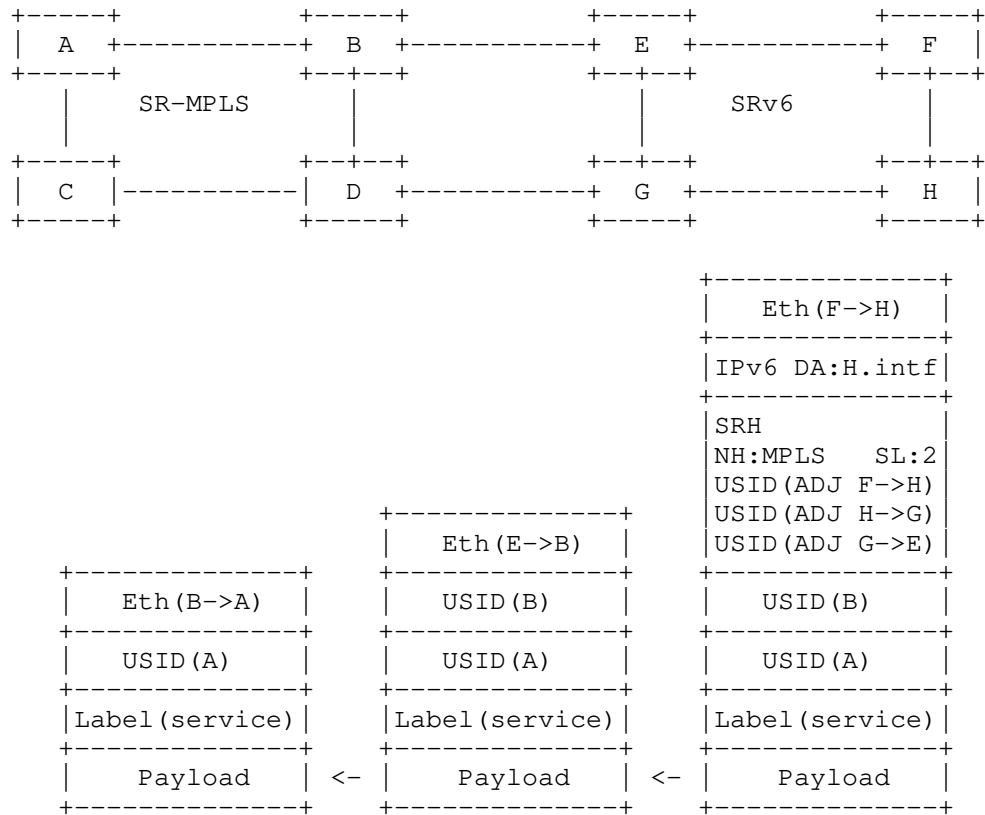 A B E F
SR-MPLS SRv6
C D G H
Eth(F->H)
IPv6 DA:H.intf
SRH
NH:MPLS SL:2
USID(ADJ F->H)
USID(ADJ H->G)
Eth(E->B) USID(ADJ G->E)
Eth(B->A) USID(B) USID(B)
USID(A) USID(A) USID(A)
Label(service) Label(service) Label(service)
Payload <- Payload <- Payload